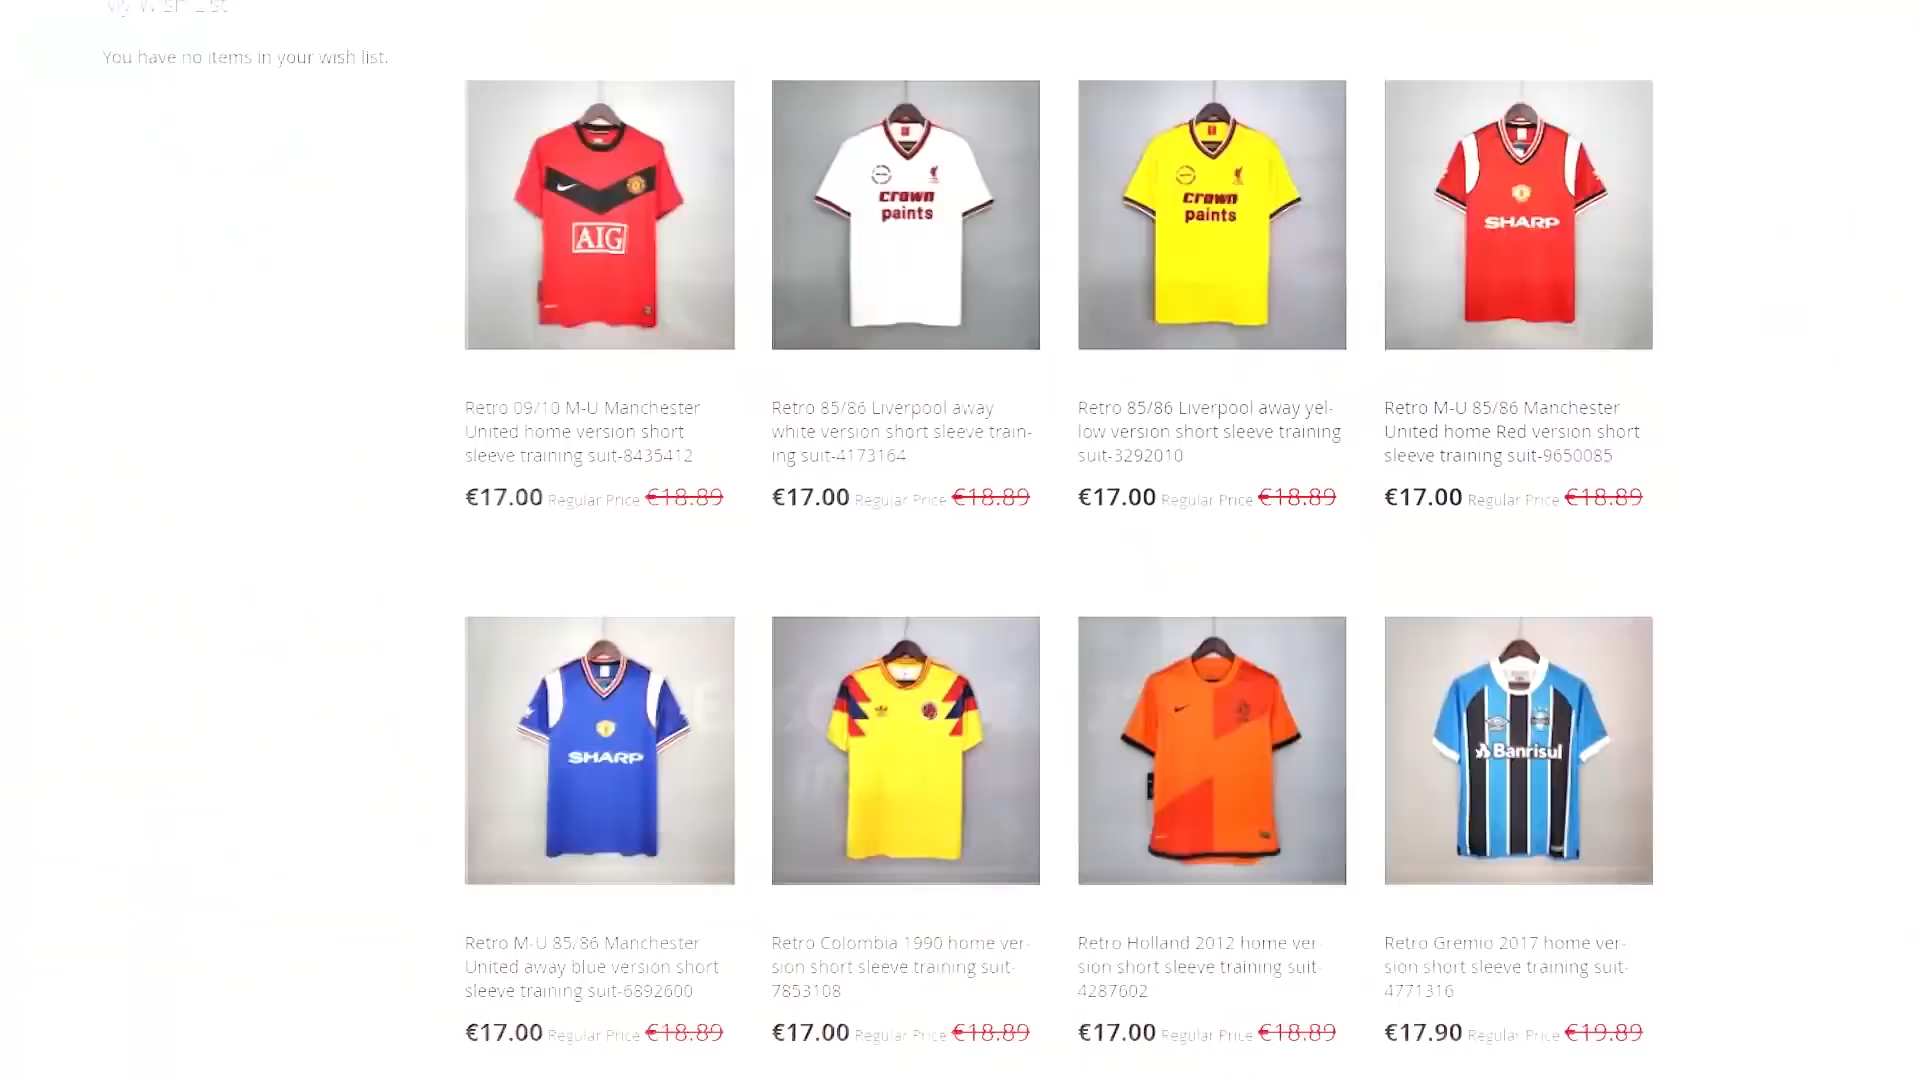 My Wish List
You have no items in your wish list.
AIG
crown
paints
crown
paints
SHARP
Retro 09/10 M-U Manchester
United home version short
sleeve training suit-8435412
€17.00 Regular Price €18.89
Retro 85/86 Liverpool away
white version short sleeve train-
ing suit-4173164
€17.00 Regular Price €18.89
Retro 85/86 Liverpool away yel-
low version short sleeve training
suit-3292010
€17.00 Regular Price €18.89
Retro M-U 85/86 Manchester
United home Red version short
sleeve training suit-9650085
€17.00 Regular Price €18.89
SHARP
Banrisul
Retro M-U 85/86 Manchester
United away blue version short
sleeve training suit-6892600
€17.00 Regular Price €18.89
Retro Colombia 1990 home ver-
sion short sleeve training suit-
7853108
€17.00 Regular Price €18.89
Retro Holland 2012 home ver-
sion short sleeve training suit-
4287602
€17.00 Regular Price €18.89
Retro Gremio 2017 home ver-
sion short sleeve training suit-
4771316
€17.90 Regular Price €19.89